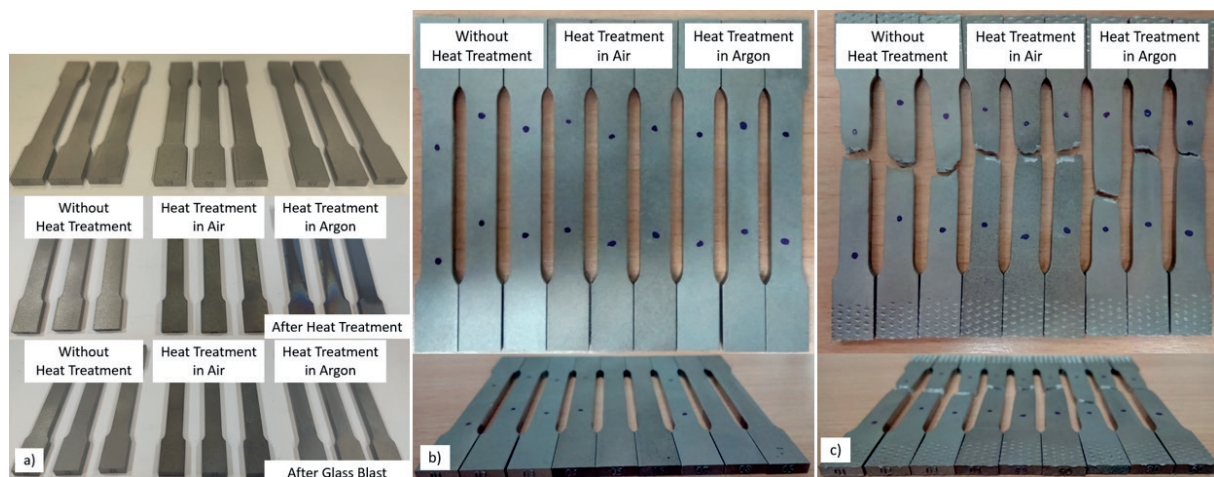 Without
Heat Treatment
Heat Treatment
in Air
Heat Treatment
in Argon
After Heat Treatment
Without
Heat Treatment
Heat Treatment
in Air
Heat Treatment
in Argon
After Glass Blast
a)
Without
Heat Treatment
Heat Treatment
in Air
Heat Treatment
in Argon
b)
Without
Heat Treatment
Heat Treatment
in Air
Heat Treatment
in Argon
c)